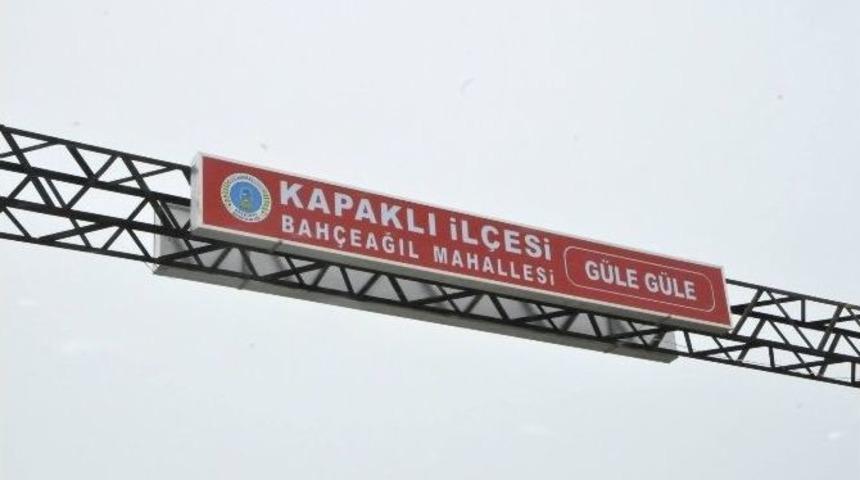 KAPAKLI İLÇESİ
BAHÇEAĞIL MAHALLESİ
GÜLE GÜLE